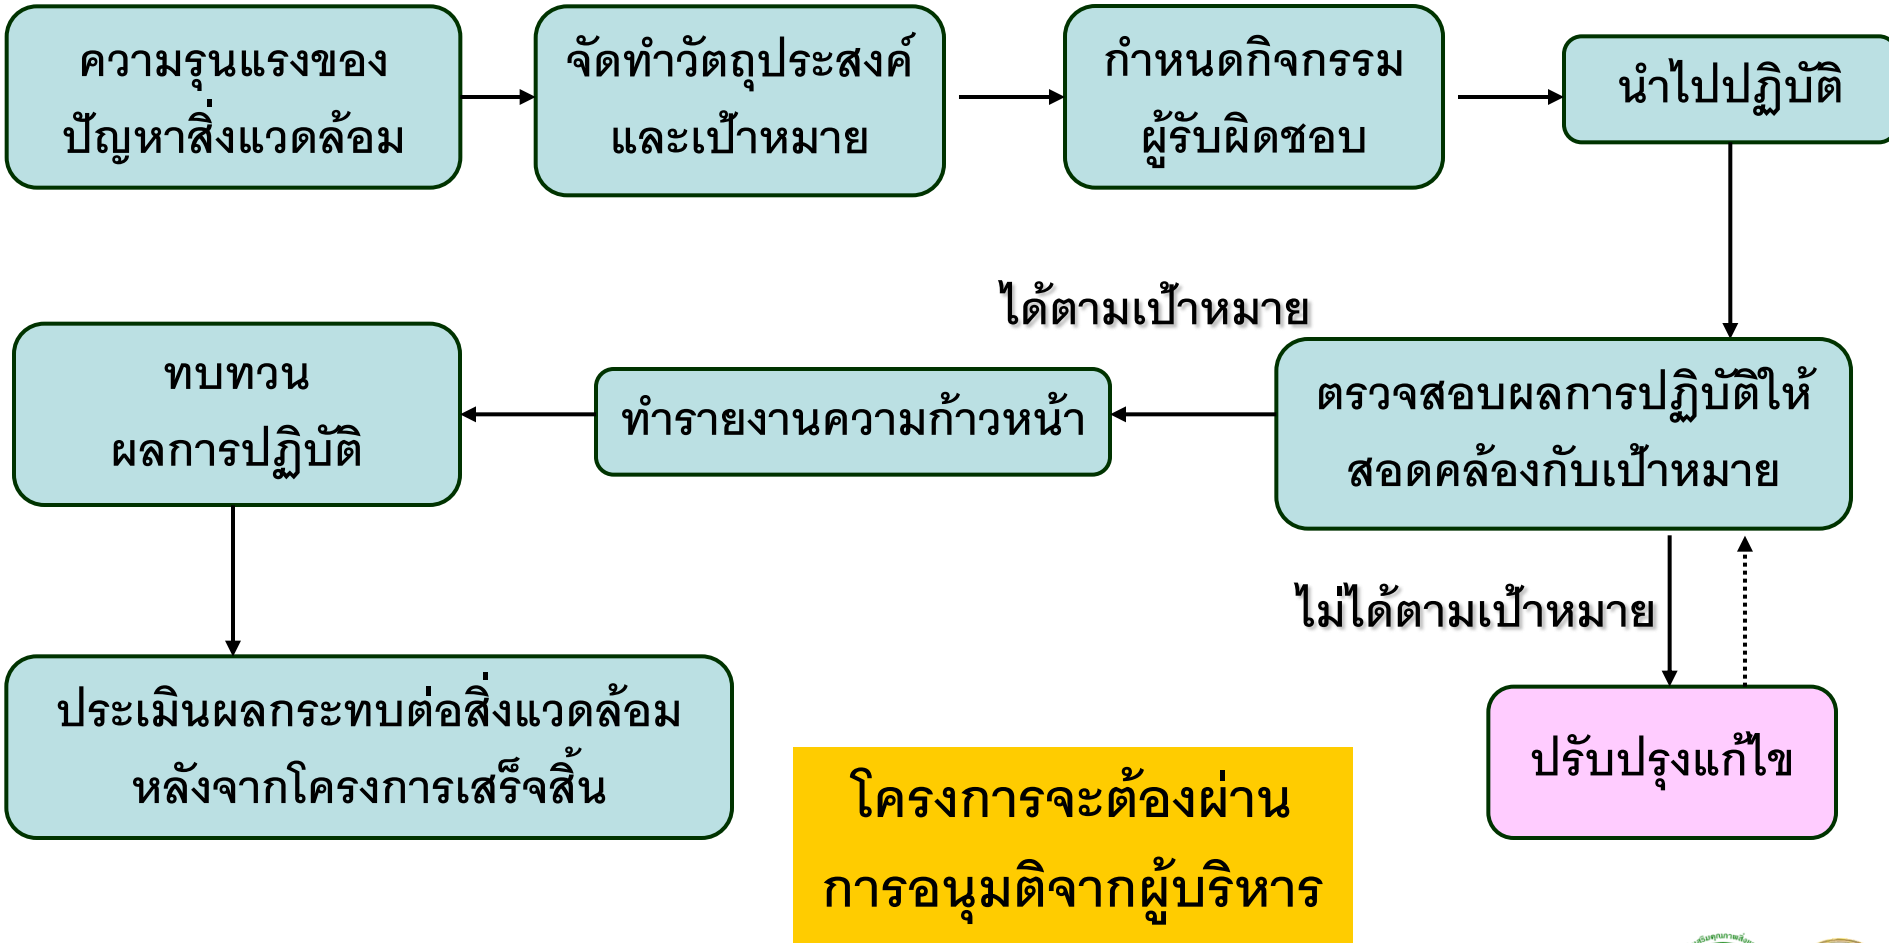 ความรุนแรงของ
ปัญหาสิ่งแวดล้อม
จัดทำวัตถุประสงค์
และเป้าหมาย
กำหนดกิจกรรม
ผู้รับผิดชอบ
นำไปปฏิบัติ
ได้ตามเป้าหมาย
ตรวจสอบผลการปฏิบัติให้
สอดคล้องกับเป้าหมาย
ทำรายงานความก้าวหน้า
ทบทวน
ผลการปฏิบัติ
ไม่ได้ตามเป้าหมาย
ปรับปรุงแก้ไข
ประเมินผลกระทบต่อสิ่งแวดล้อม
หลังจากโครงการเสร็จสิ้น
โครงการจะต้องผ่าน
การอนุมติจากผู้บริหาร